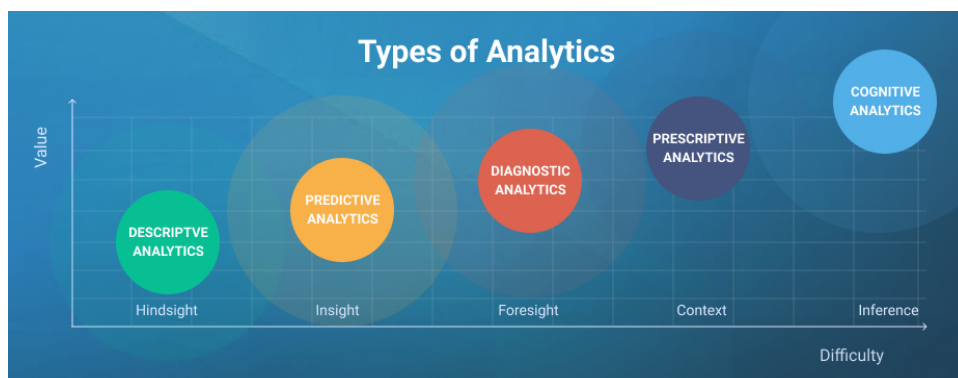 Types of Analytics
Value
COGNITIVE
ANALYTICS
PRESCRIPTIVE
ANALYTICS
DIAGNOSTIC
ANALYTICS
PREDICTIVE
ANALYTICS
DESCRIPTVE
ANALYTICS
Hindsight
Insight
Foresight
Context
Inference
Difficulty